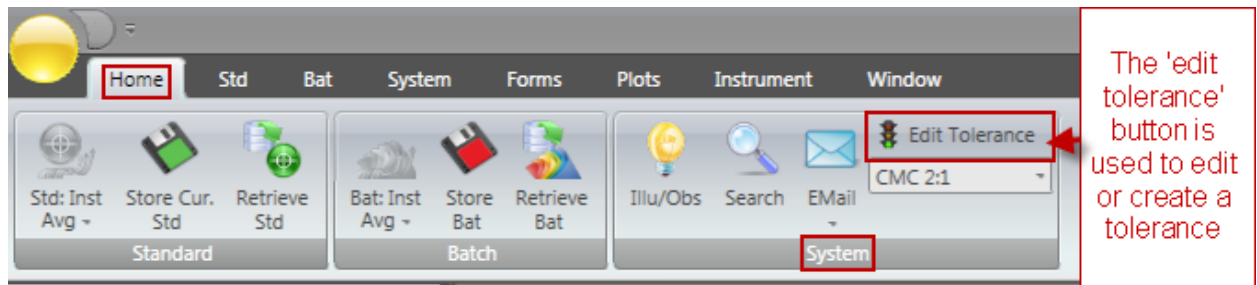 Home Std Bat System Forms Plots Instrument Window
Std: Inst Avg
Store Cur. Std
Retrieve Std
Standard
Bat: Inst Avg
Store Bat
Retrieve Bat
Batch
Illu/Obs
Search
EMail
Edit Tolerance
CMC 2:1
System
The 'edit
tolerance'
button is
used to edit
or create a
tolerance